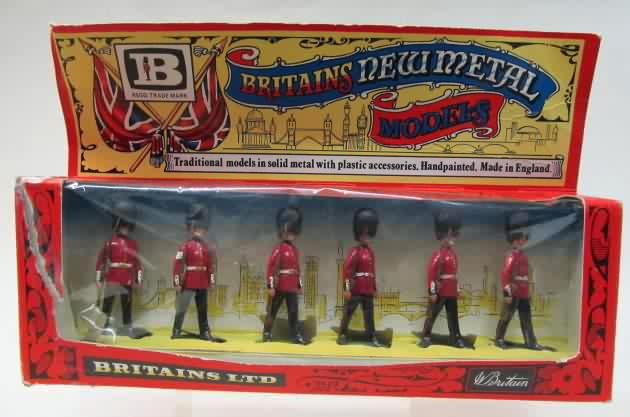 B
REGD. TRADE MARK
BRITAINS NEW METAL
MODELS
Traditional models in solid metal with plastic accessories. Handpainted. Made in England.
BRITAINS LTD
W Britain